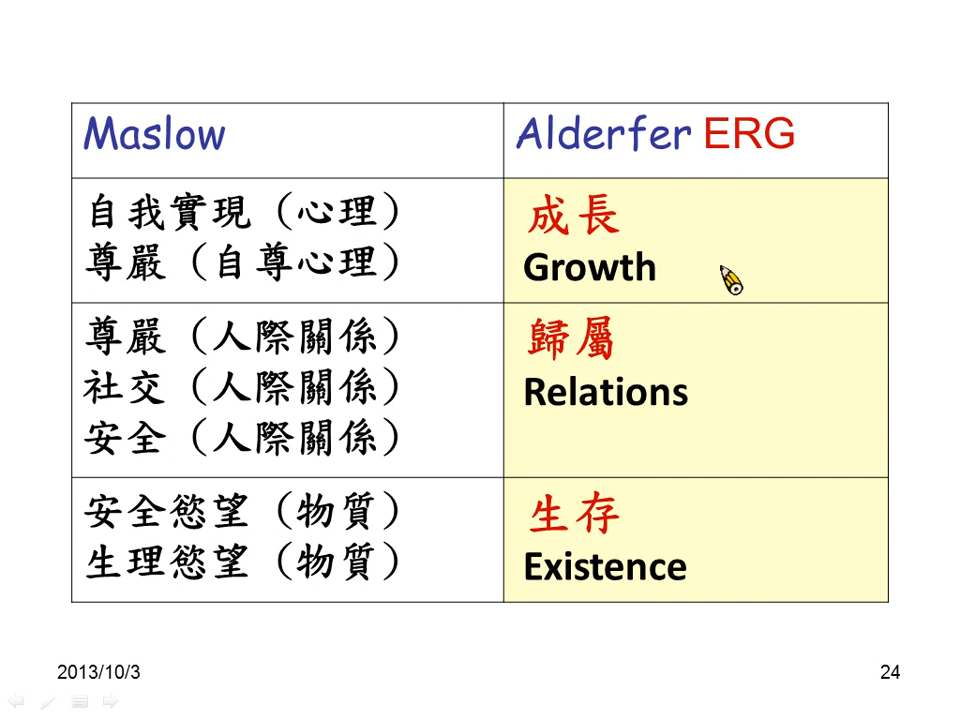 Maslow
Alderfer ERG
自我實現（心理）
尊嚴（自尊心理）
成長
Growth
尊嚴（人際關係）
社交（人際關係）
安全（人際關係）
歸屬
Relations
安全慾望（物質）
生理慾望（物質）
生存
Existence
2013/10/3
24